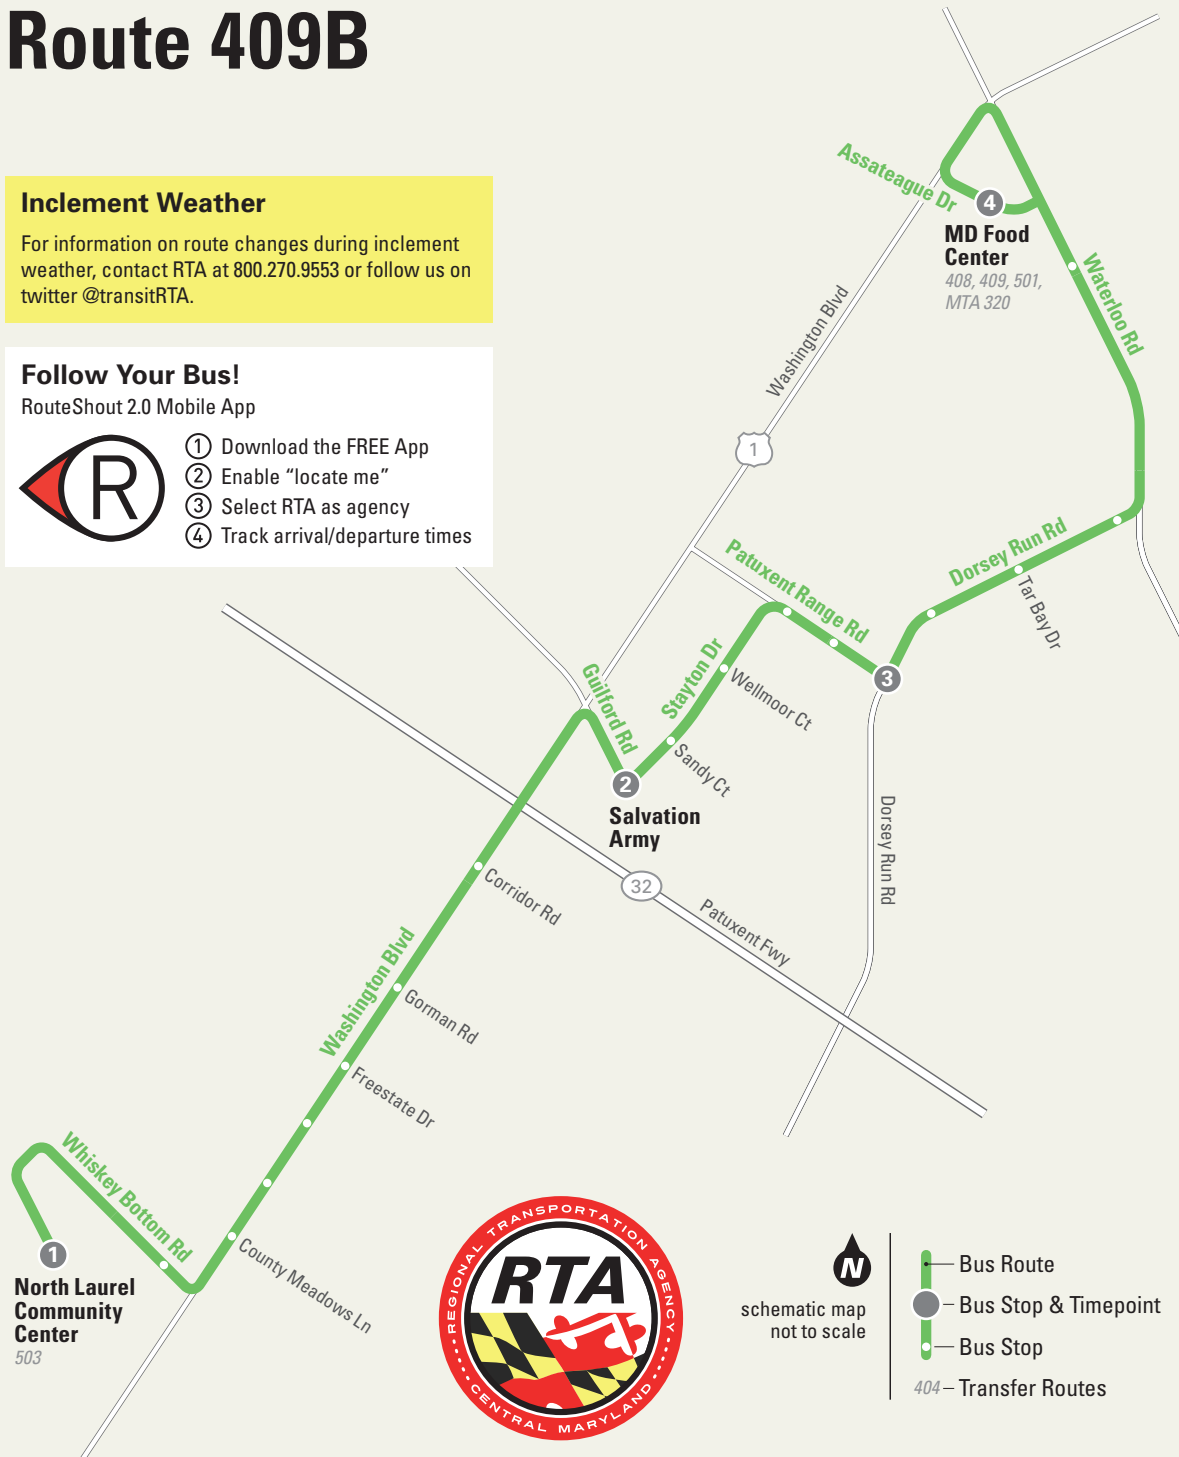 Route 409B
Inclement Weather
For information on route changes during inclement
weather, contact RTA at 800.270.9553 or follow us on
twitter @transitRTA.
Follow Your Bus!
RouteShout 2.0 Mobile App
R
1 Download the FREE App
2 Enable “locate me”
3 Select RTA as agency
4 Track arrival/departure times
Assateague Dr
4
MD Food
Center
408, 409, 501,
MTA 320
Waterloo Rd
Washington Blvd
1
Patuxent Range Rd
Dorsey Run Rd
Tar Bay Dr
3
Stayton Dr
Wellmoor Ct
Guilford Rd
Sandy Ct
2
Salvation
Army
Dorsey Run Rd
32
Patuxent Fwy
Corridor Rd
Washington Blvd
Gorman Rd
Freestate Dr
Whiskey Bottom Rd
County Meadows Ln
1
North Laurel
Community
Center
503
REGIONAL TRANSPORTATION AGENCY
RTA
CENTRAL MARYLAND
N
schematic map
not to scale
Bus Route
Bus Stop & Timepoint
Bus Stop
404 – Transfer Routes